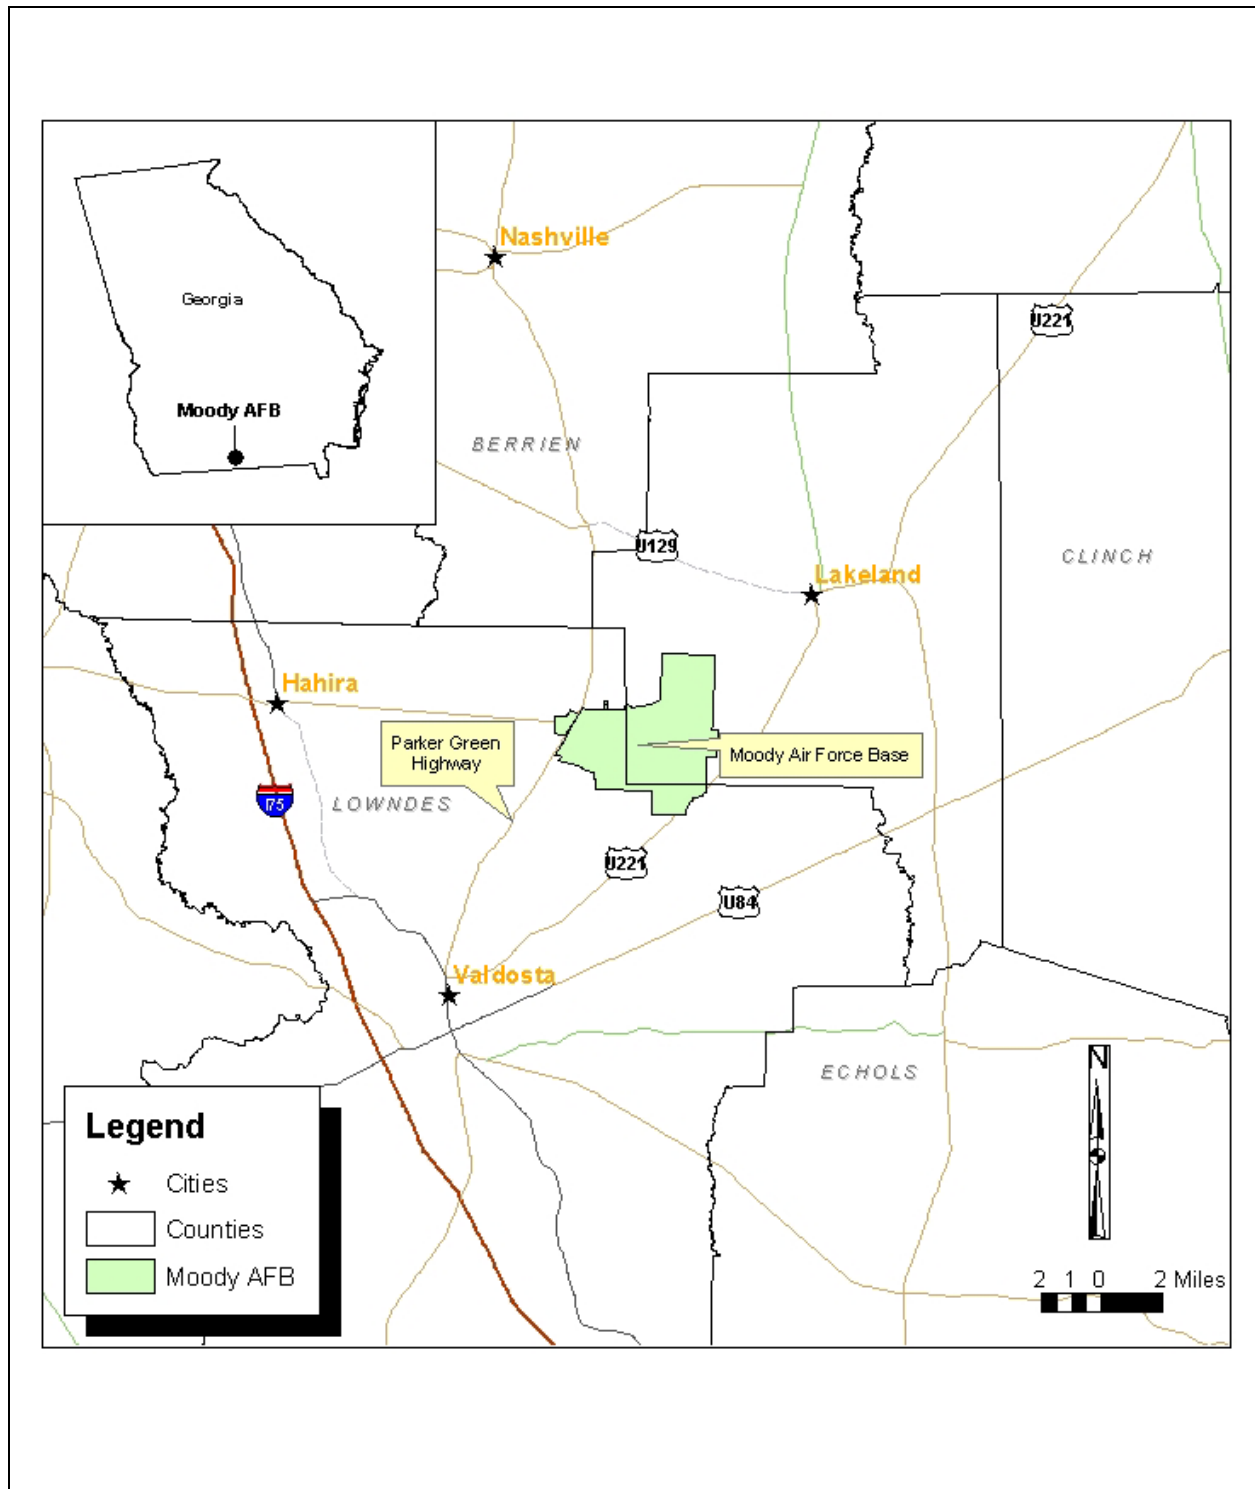 Nashville
Georgia
U221
Moody AFB
BERRIEN
U129
CLINCH
Lakeland
Hahira
Parker Green
Highway
Moody Air Force Base
I75
LOWNDES
U221
U84
Valdosta
ECHOLS
N
Legend
Cities
Counties
Moody AFB
2 1 0 2 Miles